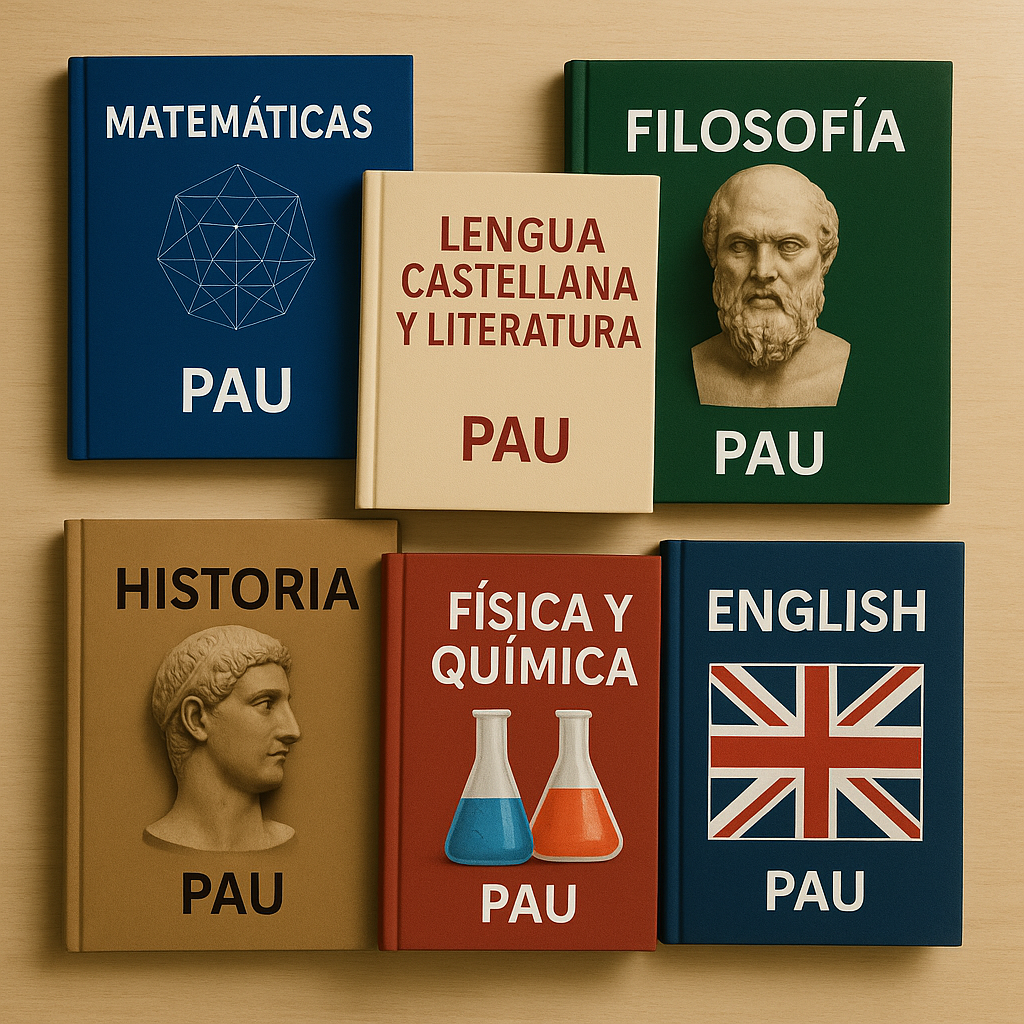 MATEMÁTICAS
PAU
LENGUA
CASTELLANA
Y LITERATURA
PAU
FILOSOFÍA
PAU
HISTORIA
PAU
FÍSICA Y
QUÍMICA
PAU
ENGLISH
PAU